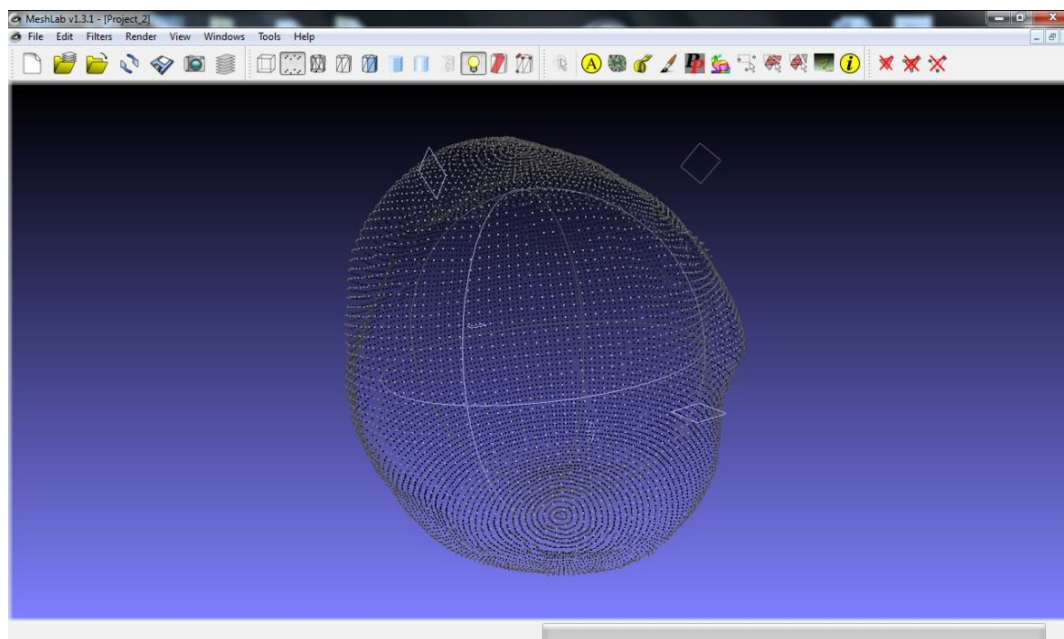 MeshLab v1.3.1 - [Project_2]
File Edit Filters Render View Windows Tools Help
A
i